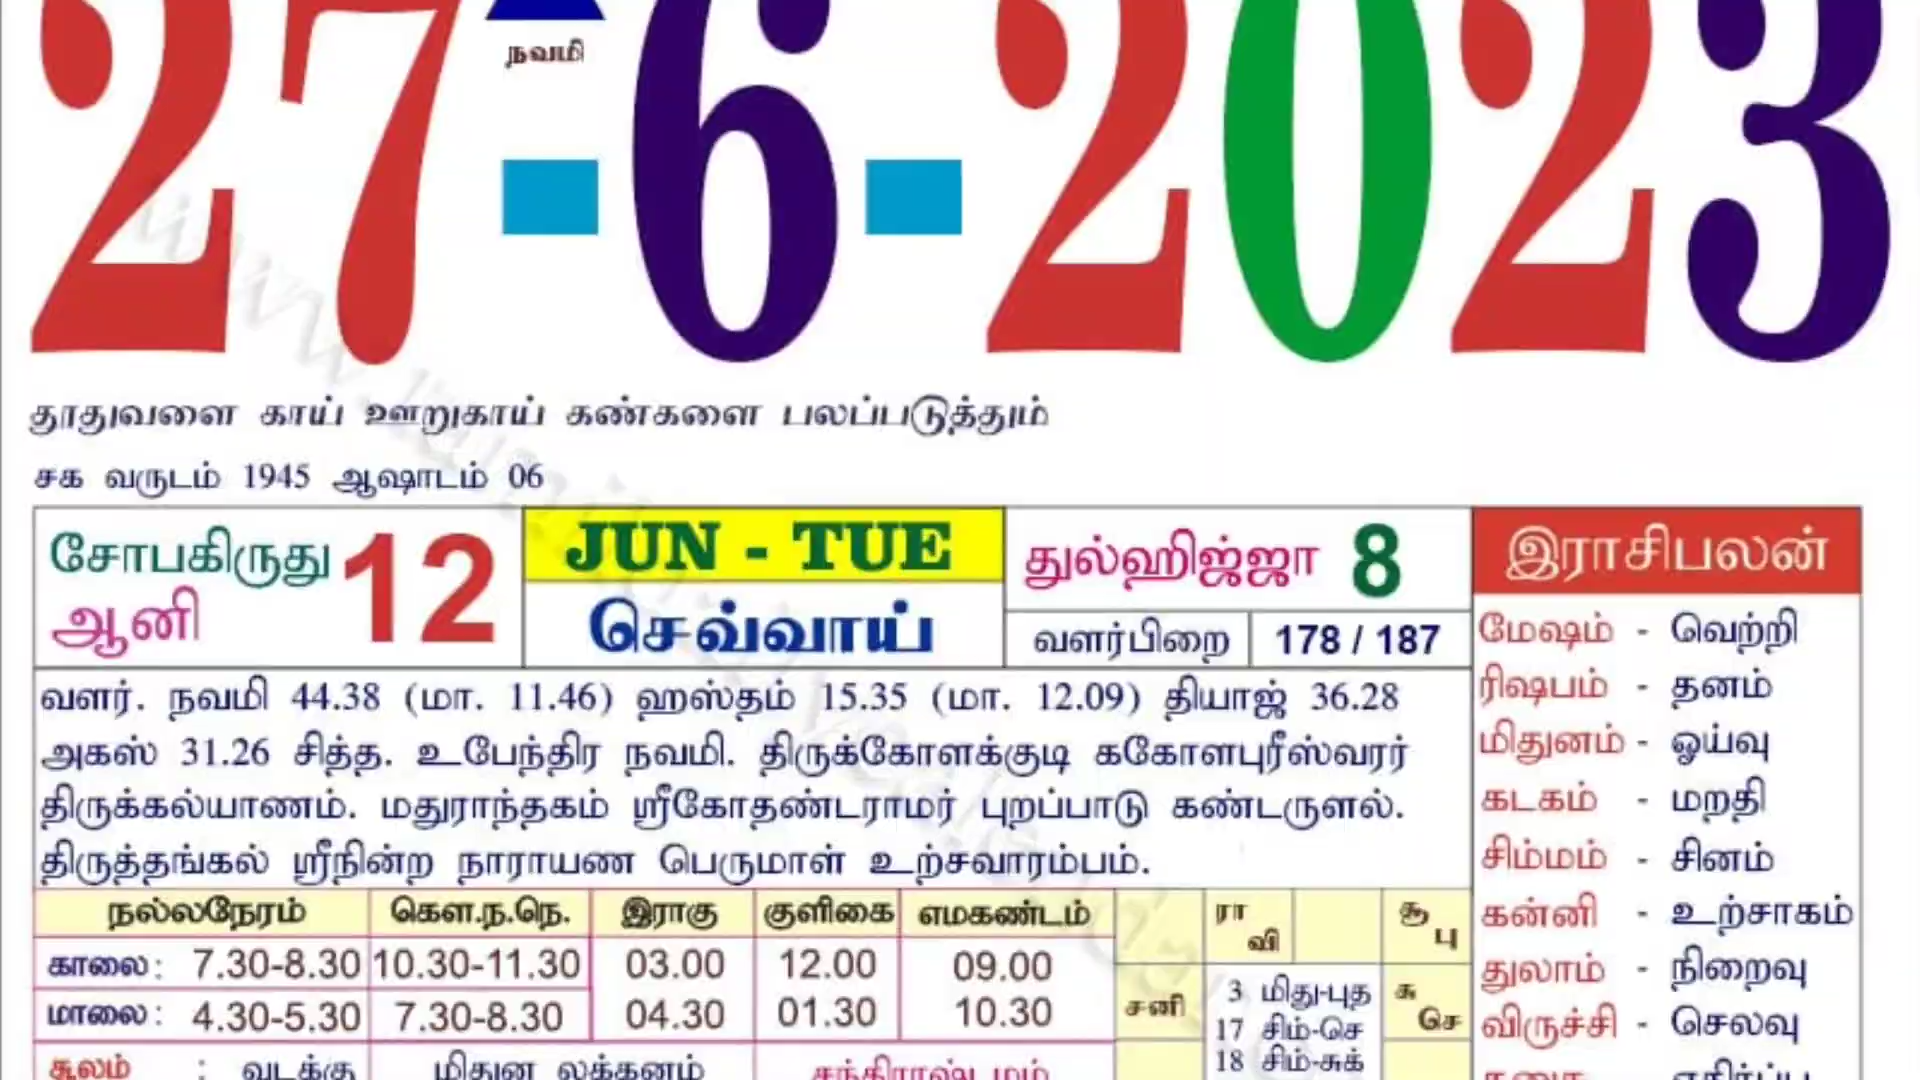 27-6-2023
நவமி
தூதுவளை காய் ஊறுகாய் கண்களை பலப்படுத்தும்
சக வருடம் 1945 ஆஷாடம் 06
சோபகிருது
ஆனி
12
JUN - TUE
செவ்வாய்
துல்ஹிஜ்ஜா 8
வளர்பிறை 178 / 187
வளர். நவமி 44.38 (மா. 11.46) ஹஸ்தம் 15.35 (மா. 12.09) தியாஜ் 36.28
அகஸ் 31.26 சித்த. உபேந்திர நவமி. திருக்கோளக்குடி ககோளபுரீஸ்வரர்
திருக்கல்யாணம். மதுராந்தகம் ஸ்ரீகோதண்டராமர் புறப்பாடு கண்டருளல்.
திருத்தங்கல் ஸ்ரீநின்ற நாராயண பெருமாள் உற்சவாரம்பம்.
நல்லநேரம் கௌ.ந.நெ. இராகு குளிகை எமகண்டம்
காலை: 7.30-8.30 10.30-11.30 03.00 12.00 09.00
மாலை: 4.30-5.30 7.30-8.30 04.30 01.30 10.30
சூலம் : வடக்கு மிதுன லக்கனம் சந்திராஷ்டமம்
ரா
வி
சூ
பு
சனி
3 மிது-புத
17 சிம்-செ
18 சிம்-சுக்
சு
செ
இராசிபலன்
மேஷம் - வெற்றி
ரிஷபம் - தனம்
மிதுனம் - ஓய்வு
கடகம் - மறதி
சிம்மம் - சினம்
கன்னி - உற்சாகம்
துலாம் - நிறைவு
விருச்சி - செலவு